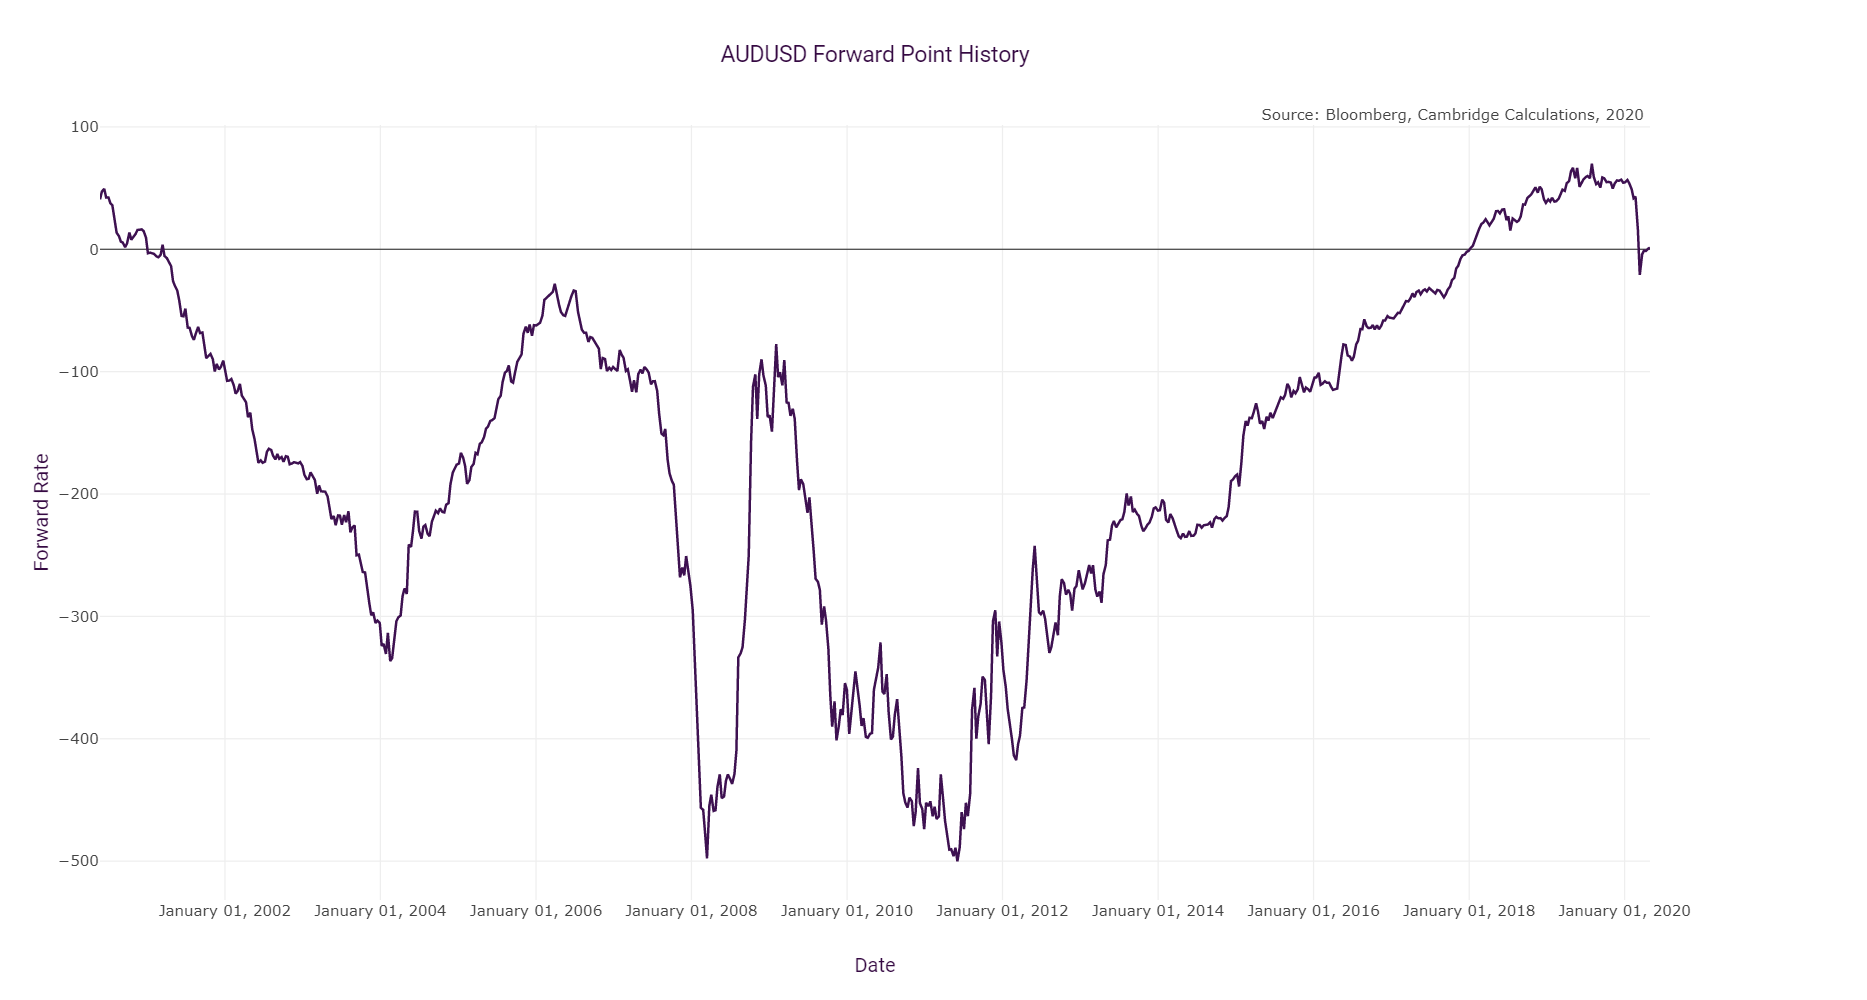 AUDUSD Forward Point History
Source: Bloomberg, Cambridge Calculations, 2020
100
0
−100
−200
−300
−400
−500
Forward Rate
January 01, 2002
January 01, 2004
January 01, 2006
January 01, 2008
January 01, 2010
January 01, 2012
January 01, 2014
January 01, 2016
January 01, 2018
January 01, 2020
Date